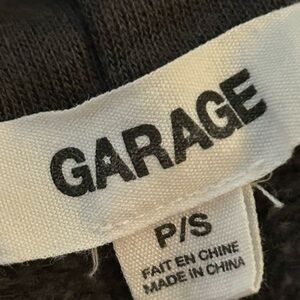 GARAGE
P/S
FAIT EN CHINE
MADE IN CHINA